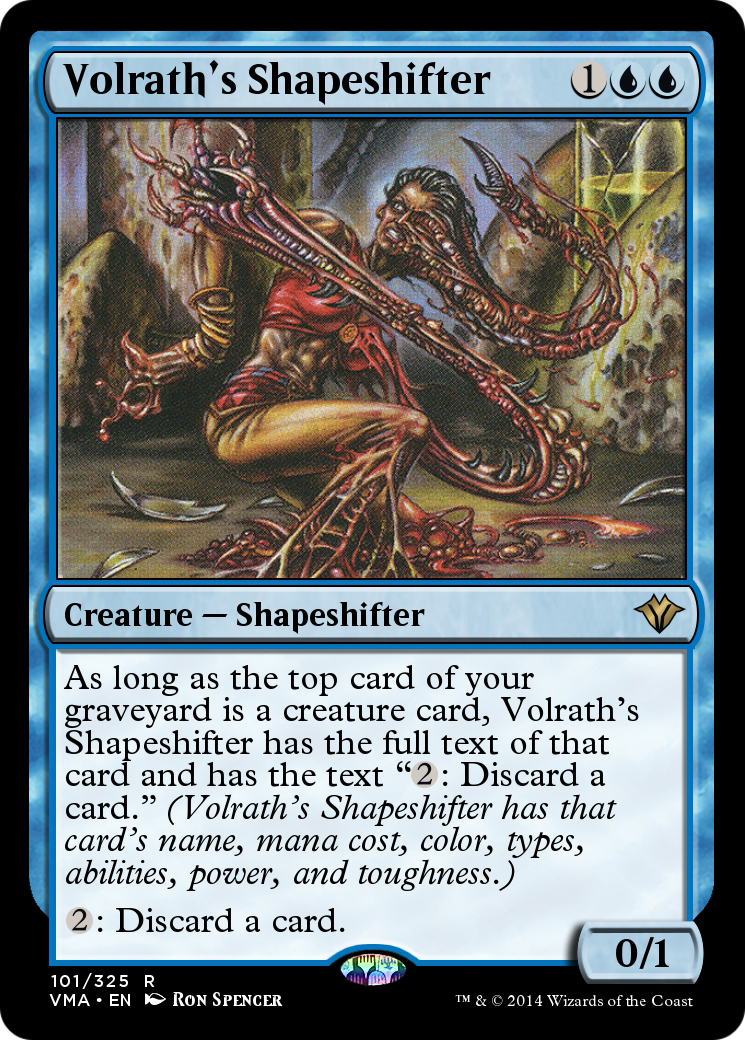 Volrath's Shapeshifter 1
Creature — Shapeshifter
As long as the top card of your
graveyard is a creature card, Volrath's
Shapeshifter has the full text of that
card and has the text “2: Discard a
card.” (Volrath's Shapeshifter has that
card's name, mana cost, color, types,
abilities, power, and toughness.)
2: Discard a card.
0/1
101/325 R
VMA • EN Ron Spencer
™ & © 2014 Wizards of the Coast